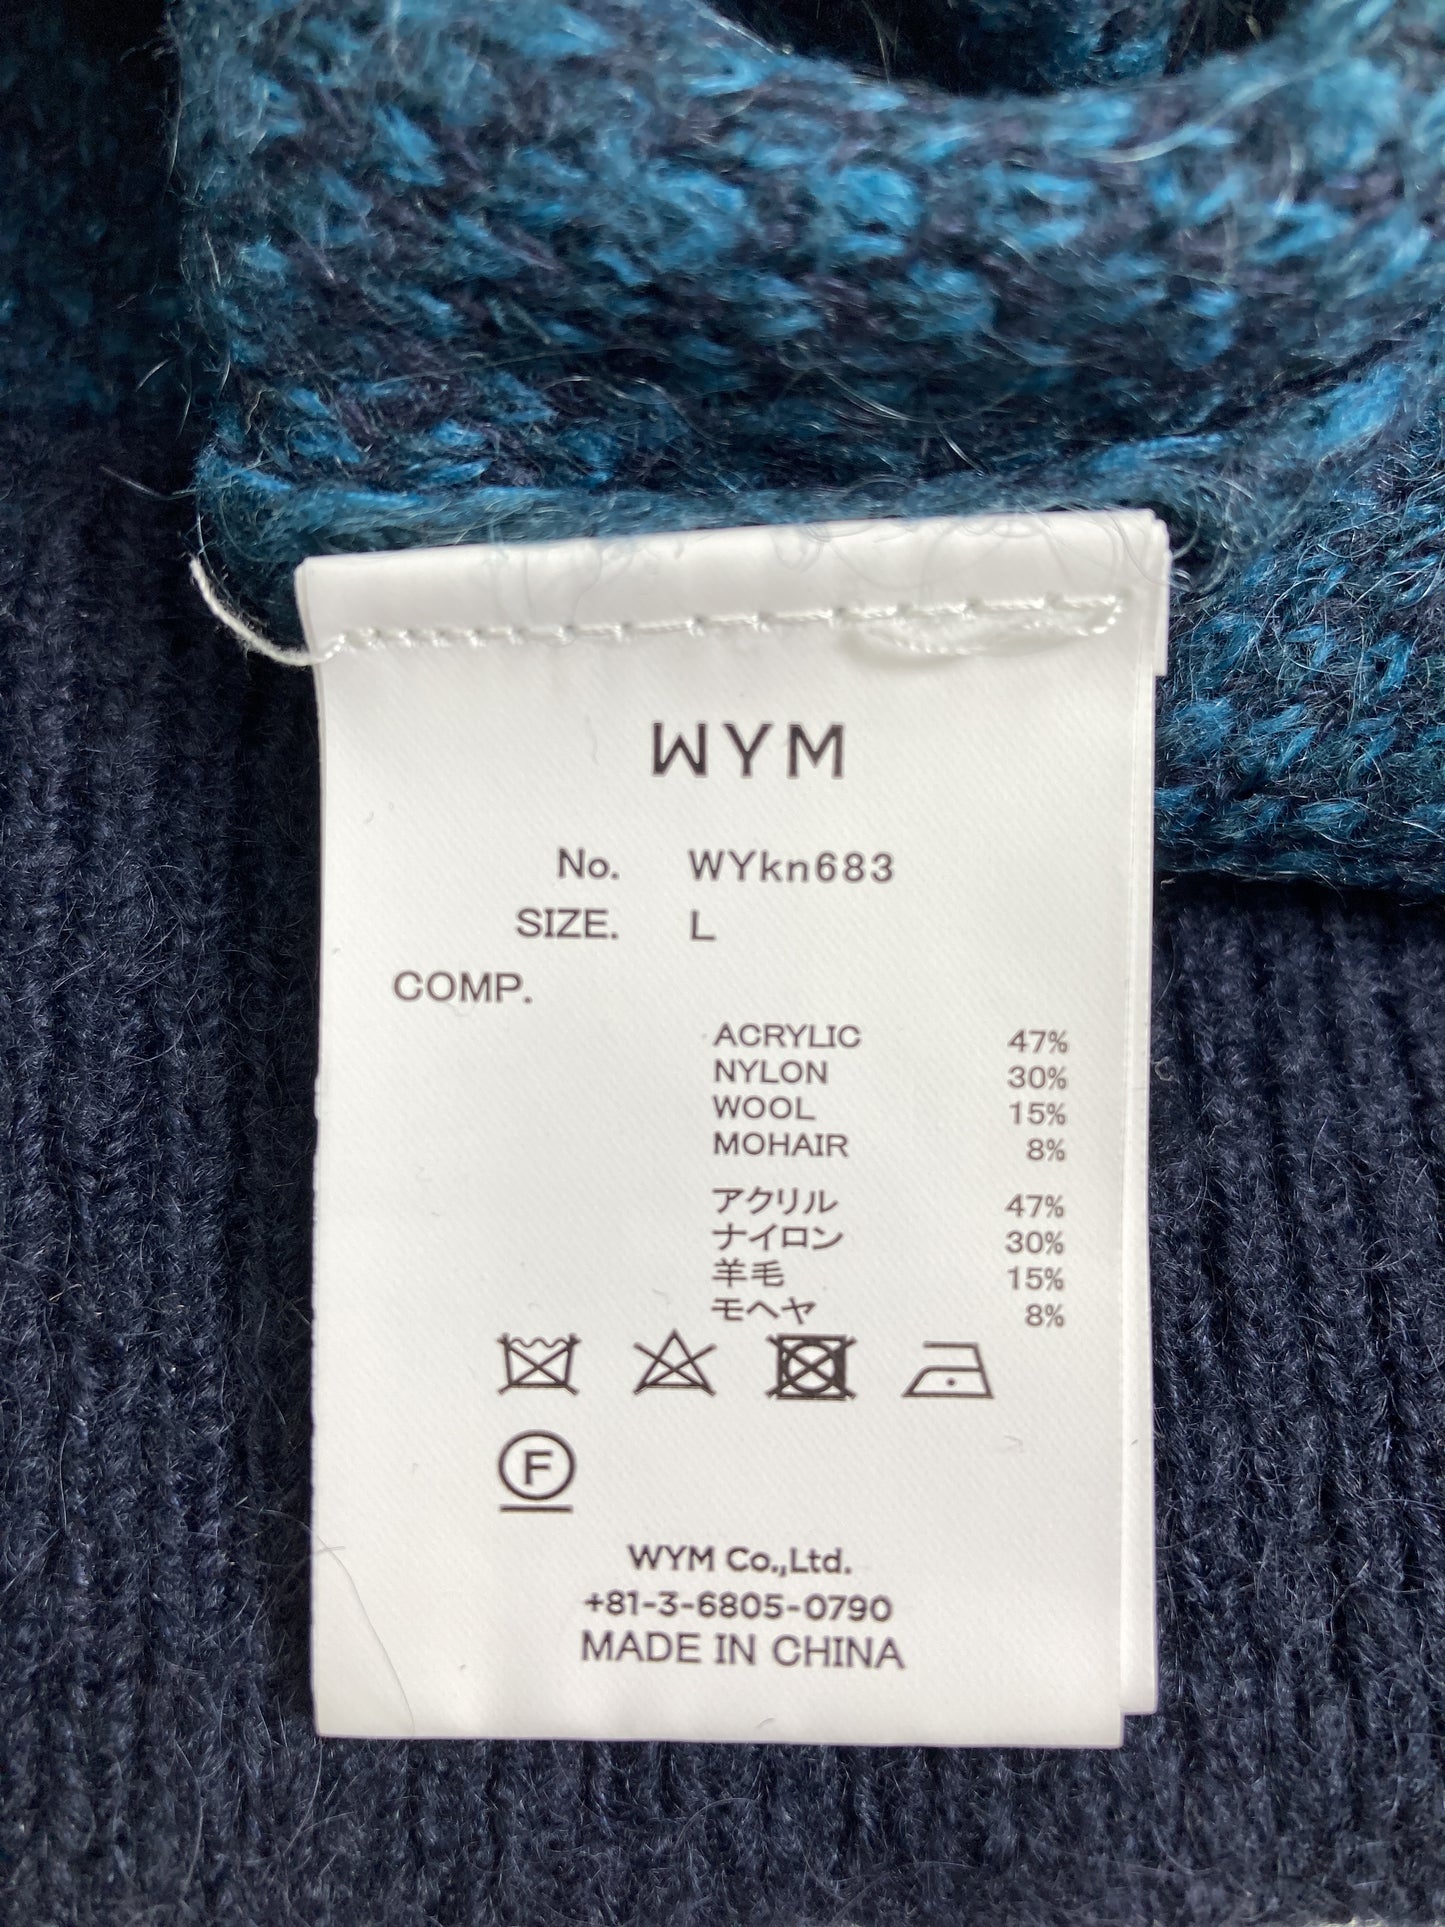 WYM
No. WYkn683
SIZE. L
COMP.
ACRYLIC 47%
NYLON 30%
WOOL 15%
MOHAIR 8%
アクリル 47%
ナイロン 30%
羊毛 15%
モヘヤ 8%
F
WYM Co.,Ltd.
+81-3-6805-0790
MADE IN CHINA